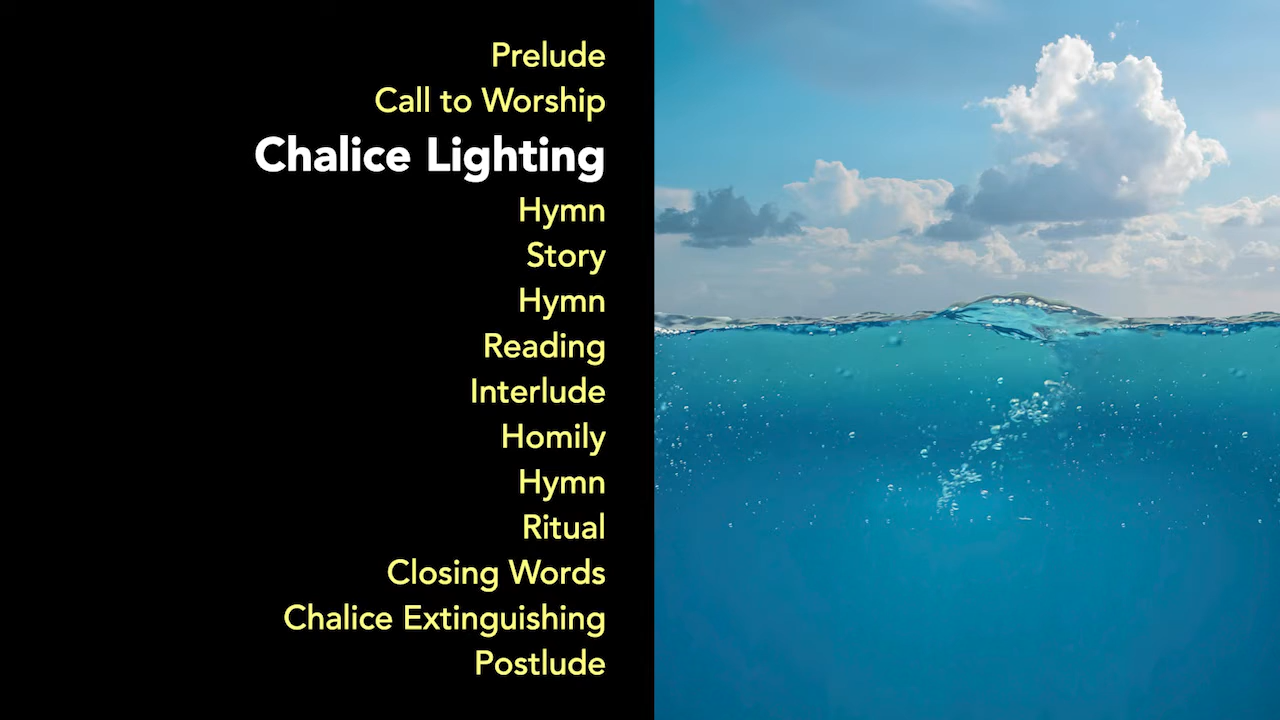 Prelude
Call to Worship
Chalice Lighting
Hymn
Story
Hymn
Reading
Interlude
Homily
Hymn
Ritual
Closing Words
Chalice Extinguishing
Postlude